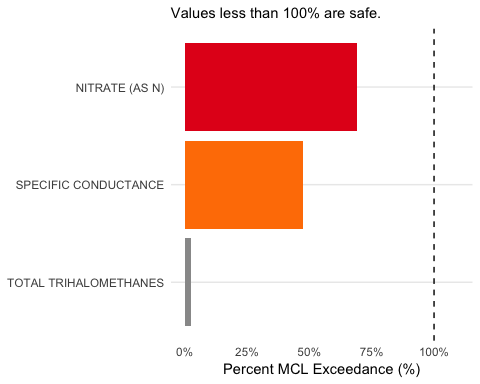 Values less than 100% are safe.
NITRATE (AS N)
SPECIFIC CONDUCTANCE
TOTAL TRIHALOMETHANES
0% 25% 50% 75% 100%
Percent MCL Exceedance (%)